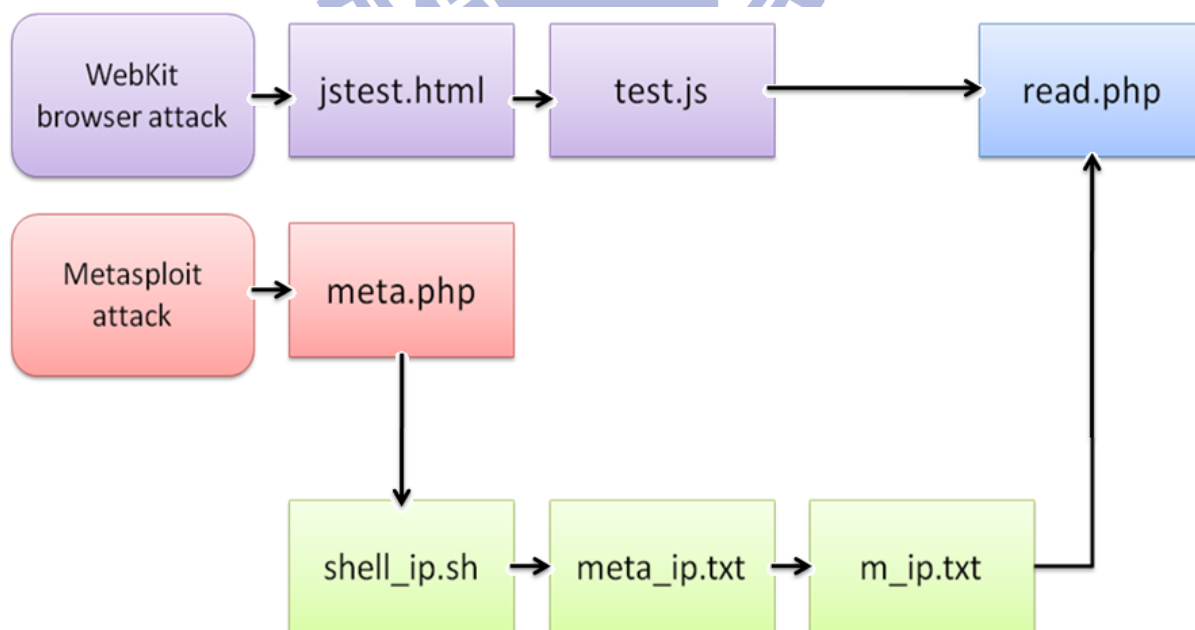 WebKit
browser attack
jstest.html
test.js
read.php
Metasploit
attack
meta.php
shell_ip.sh
meta_ip.txt
m_ip.txt